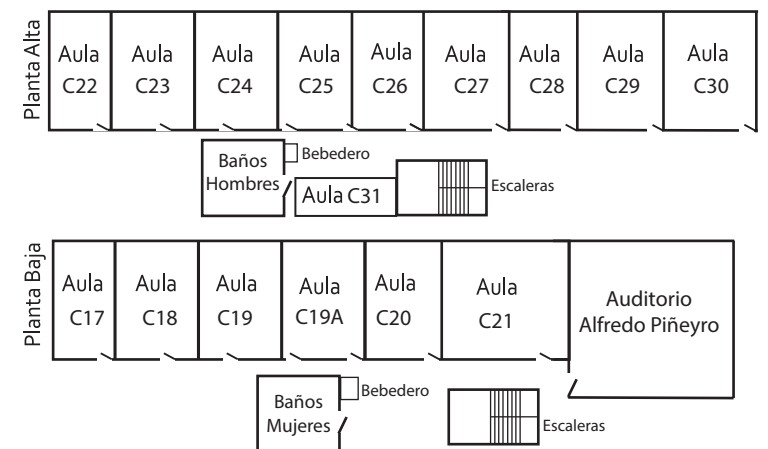 Planta Alta
Aula
C22
Aula
C23
Aula
C24
Aula
C25
Aula
C26
Aula
C27
Aula
C28
Aula
C29
Aula
C30
Baños
Hombres
Bebedero
Aula C31
Escaleras
Planta Baja
Aula
C17
Aula
C18
Aula
C19
Aula
C19A
Aula
C20
Aula
C21
Auditorio
Alfredo Piñeyro
Baños
Mujeres
Bebedero
Escaleras